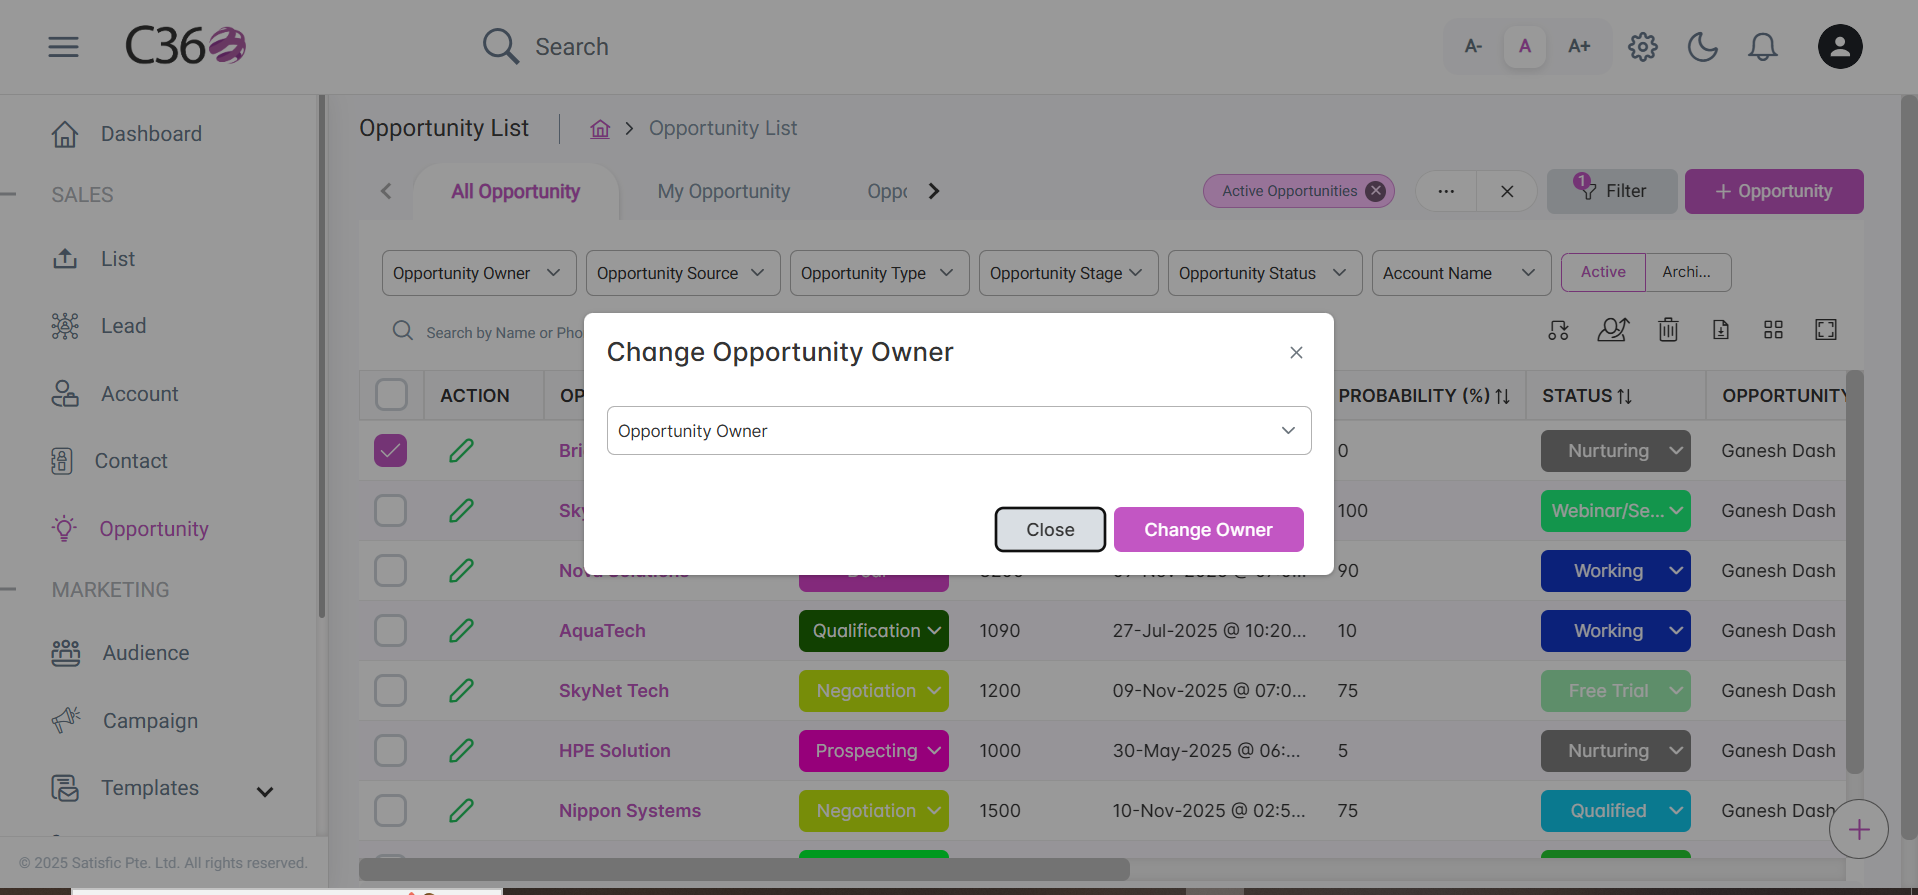 C360
Search
A-
A
A+
Dashboard
SALES
List
Lead
Account
Contact
Opportunity
MARKETING
Audience
Campaign
Templates
© 2025 Satisfic Pte. Ltd. All rights reserved.
Opportunity List
Opportunity List
All Opportunity
My Opportunity
Oppo
Active Opportunities
1
Filter
+ Opportunity
Opportunity Owner
Opportunity Source
Opportunity Type
Opportunity Stage
Opportunity Status
Account Name
Active
Archi...
Search by Name or Pho
Change Opportunity Owner
Opportunity Owner
Close
Change Owner
ACTION
OP
PROBABILITY (%)
STATUS
OPPORTUNITY
Bri
0
Nurturing
Ganesh Dash
Sky
100
Webinar/Se...
Ganesh Dash
Nova Solutions
90
Working
Ganesh Dash
AquaTech
Qualification
1090
27-Jul-2025 @ 10:20...
10
Working
Ganesh Dash
SkyNet Tech
Negotiation
1200
09-Nov-2025 @ 07:0...
75
Free Trial
Ganesh Dash
HPE Solution
Prospecting
1000
30-May-2025 @ 06:...
5
Nurturing
Ganesh Dash
Nippon Systems
Negotiation
1500
10-Nov-2025 @ 02:5...
75
Qualified
Ganesh Dash